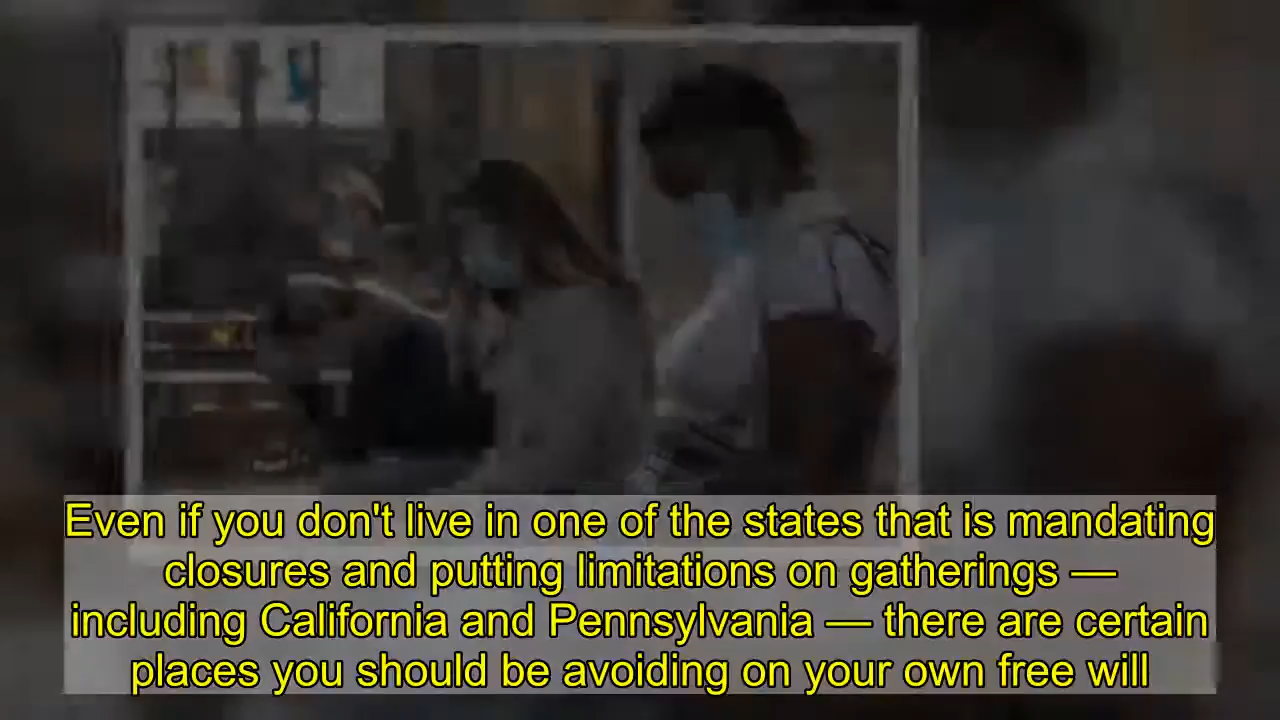 Even if you don't live in one of the states that is mandating
closures and putting limitations on gatherings —
including California and Pennsylvania — there are certain
places you should be avoiding on your own free will